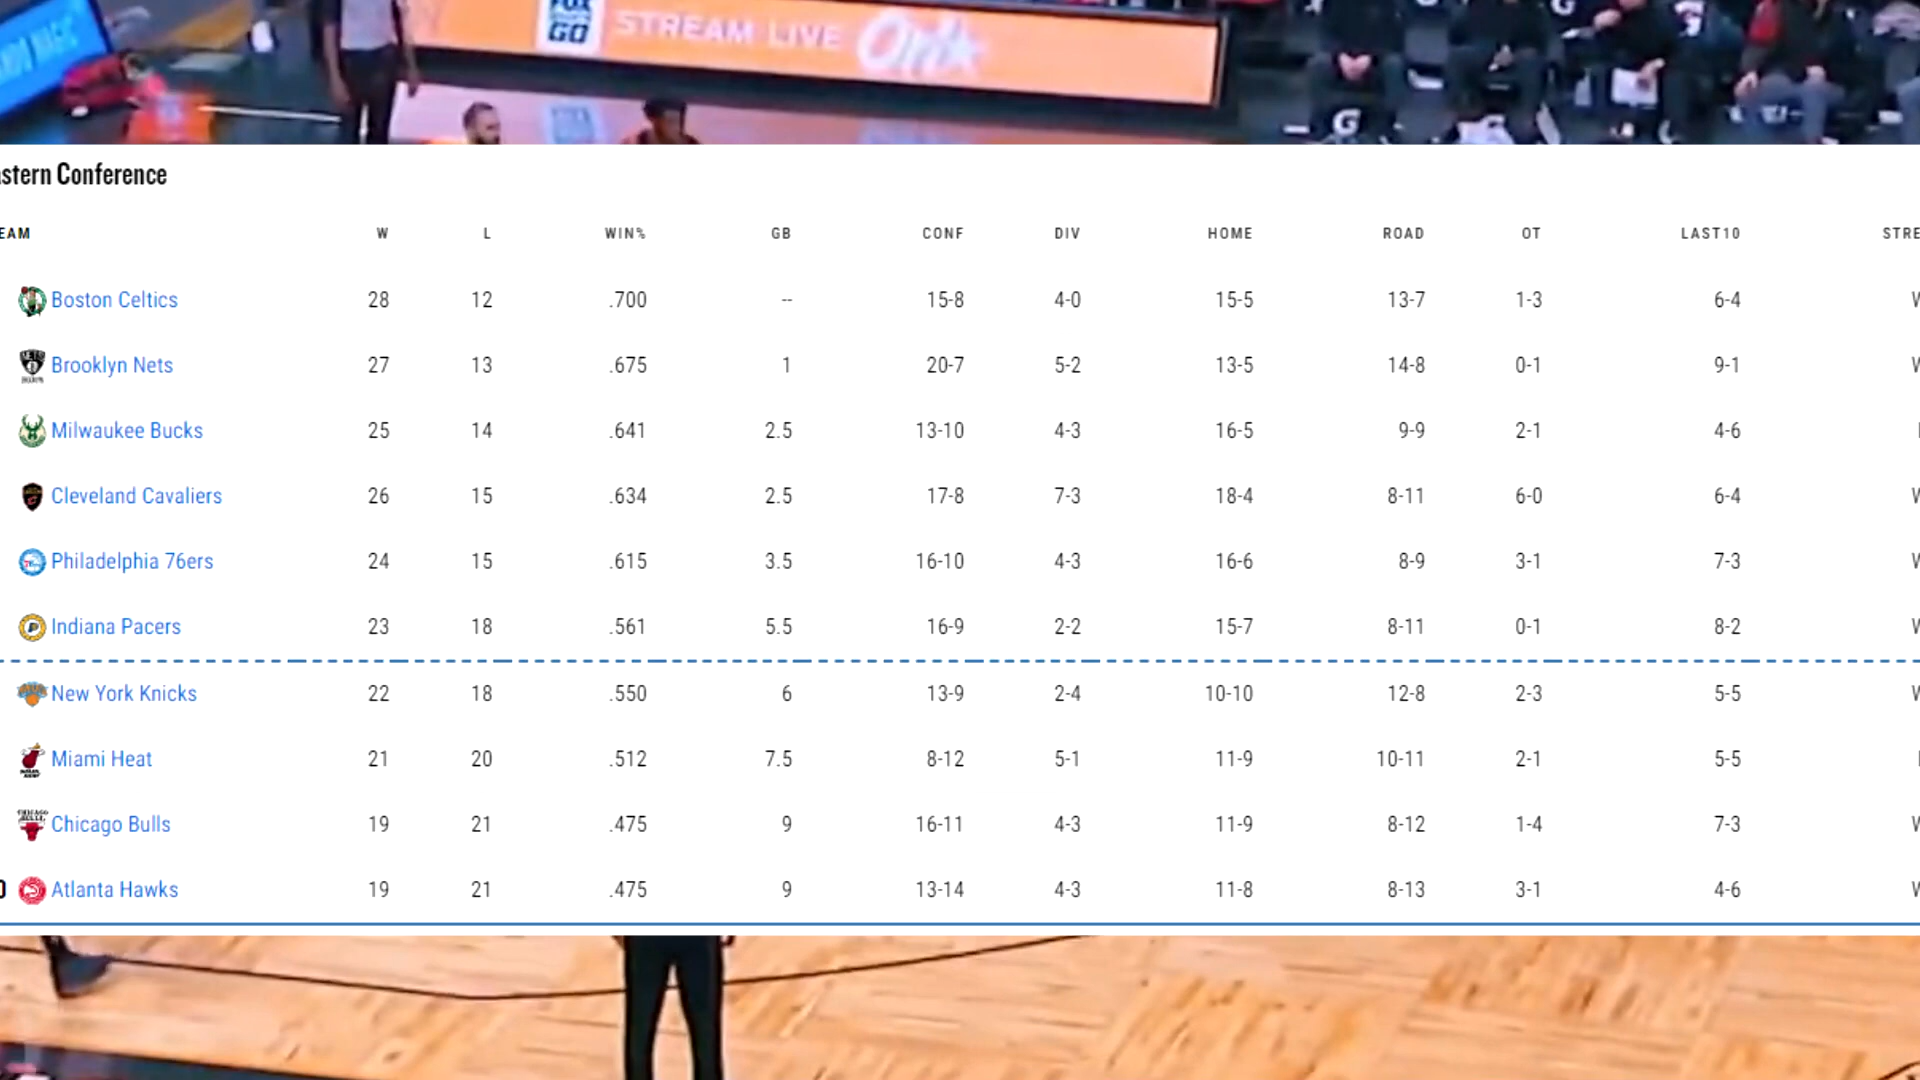 FOX
GO STREAM LIVE
G
G
astern Conference
EAM W L WIN% GB CONF DIV HOME ROAD OT LAST10 STRE
Boston Celtics 28 12 .700 -- 15-8 4-0 15-5 13-7 1-3 6-4 W
Brooklyn Nets 27 13 .675 1 20-7 5-2 13-5 14-8 0-1 9-1 W
Milwaukee Bucks 25 14 .641 2.5 13-10 4-3 16-5 9-9 2-1 4-6
Cleveland Cavaliers 26 15 .634 2.5 17-8 7-3 18-4 8-11 6-0 6-4 W
Philadelphia 76ers 24 15 .615 3.5 16-10 4-3 16-6 8-9 3-1 7-3 W
Indiana Pacers 23 18 .561 5.5 16-9 2-2 15-7 8-11 0-1 8-2 W
New York Knicks 22 18 .550 6 13-9 2-4 10-10 12-8 2-3 5-5 W
Miami Heat 21 20 .512 7.5 8-12 5-1 11-9 10-11 2-1 5-5
Chicago Bulls 19 21 .475 9 16-11 4-3 11-9 8-12 1-4 7-3 W
0 Atlanta Hawks 19 21 .475 9 13-14 4-3 11-8 8-13 3-1 4-6 W